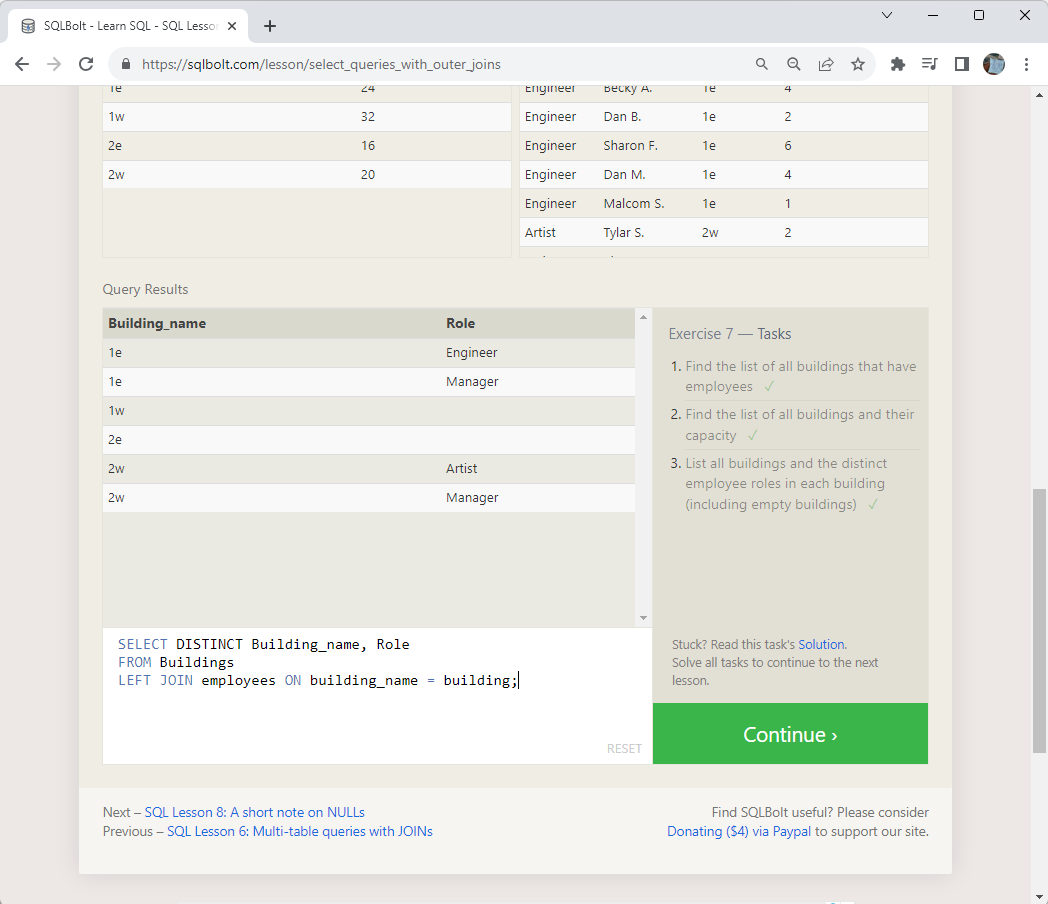 SQLBolt - Learn SQL - SQL Lesson
https://sqlbolt.com/lesson/select_queries_with_outer_joins
1e 24
1w 32
2e 16
2w 20
Engineer Becky A. 1e 4
Engineer Dan B. 1e 2
Engineer Sharon F. 1e 6
Engineer Dan M. 1e 4
Engineer Malcom S. 1e 1
Artist Tylar S. 2w 2
Query Results
Building_name Role
1e Engineer
1e Manager
1w
2e
2w Artist
2w Manager
Exercise 7 — Tasks
1. Find the list of all buildings that have
employees ✓
2. Find the list of all buildings and their
capacity ✓
3. List all buildings and the distinct
employee roles in each building
(including empty buildings) ✓
SELECT DISTINCT Building_name, Role
FROM Buildings
LEFT JOIN employees ON building_name = building;
RESET
Stuck? Read this task's Solution.
Solve all tasks to continue to the next
lesson.
Continue ›
Next – SQL Lesson 8: A short note on NULLs
Previous – SQL Lesson 6: Multi-table queries with JOINs
Find SQLBolt useful? Please consider
Donating ($4) via Paypal to support our site.